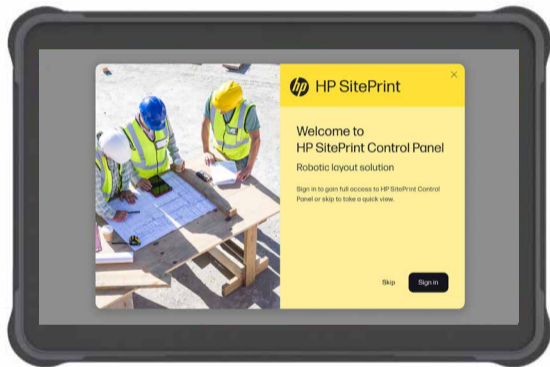 hp HP SitePrint
Welcome to
HP SitePrint Control Panel
Robotic layout solution
Sign in to gain full access to HP SitePrint Control
Panel or skip to take a quick view.
Skip
Sign in